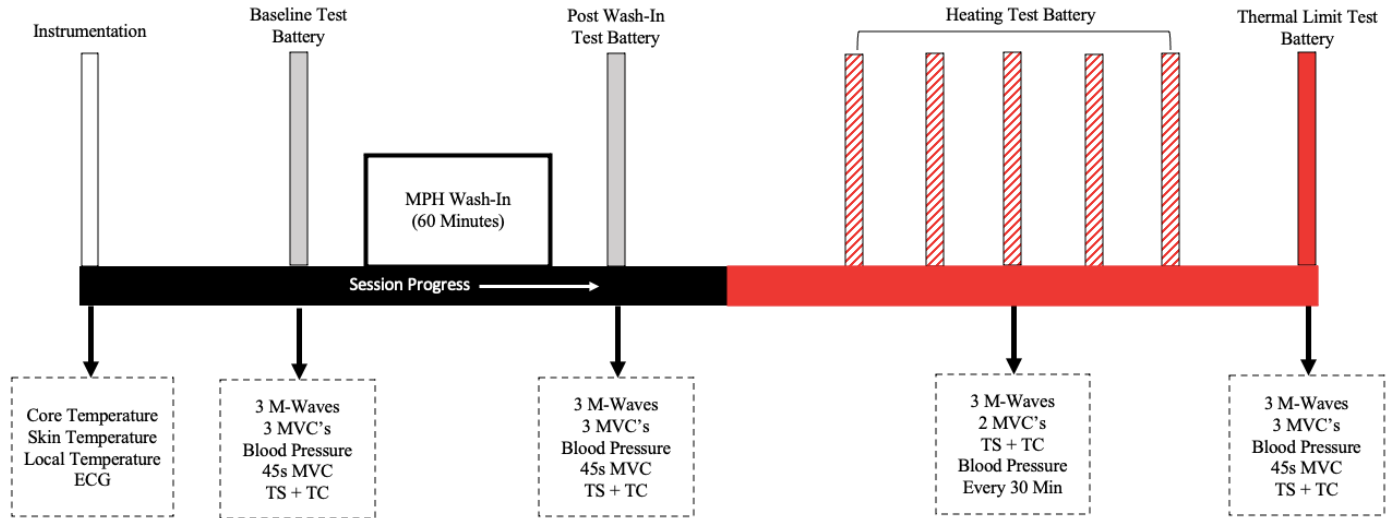 Instrumentation
Baseline Test
Battery
Post Wash-In
Test Battery
Heating Test Battery
Thermal Limit Test
Battery
MPH Wash-In
(60 Minutes)
Session Progress
Core Temperature
Skin Temperature
Local Temperature
ECG
3 M-Waves
3 MVC's
Blood Pressure
45s MVC
TS + TC
3 M-Waves
3 MVC's
Blood Pressure
45s MVC
TS + TC
3 M-Waves
2 MVC's
TS + TC
Blood Pressure
Every 30 Min
3 M-Waves
3 MVC's
Blood Pressure
45s MVC
TS + TC